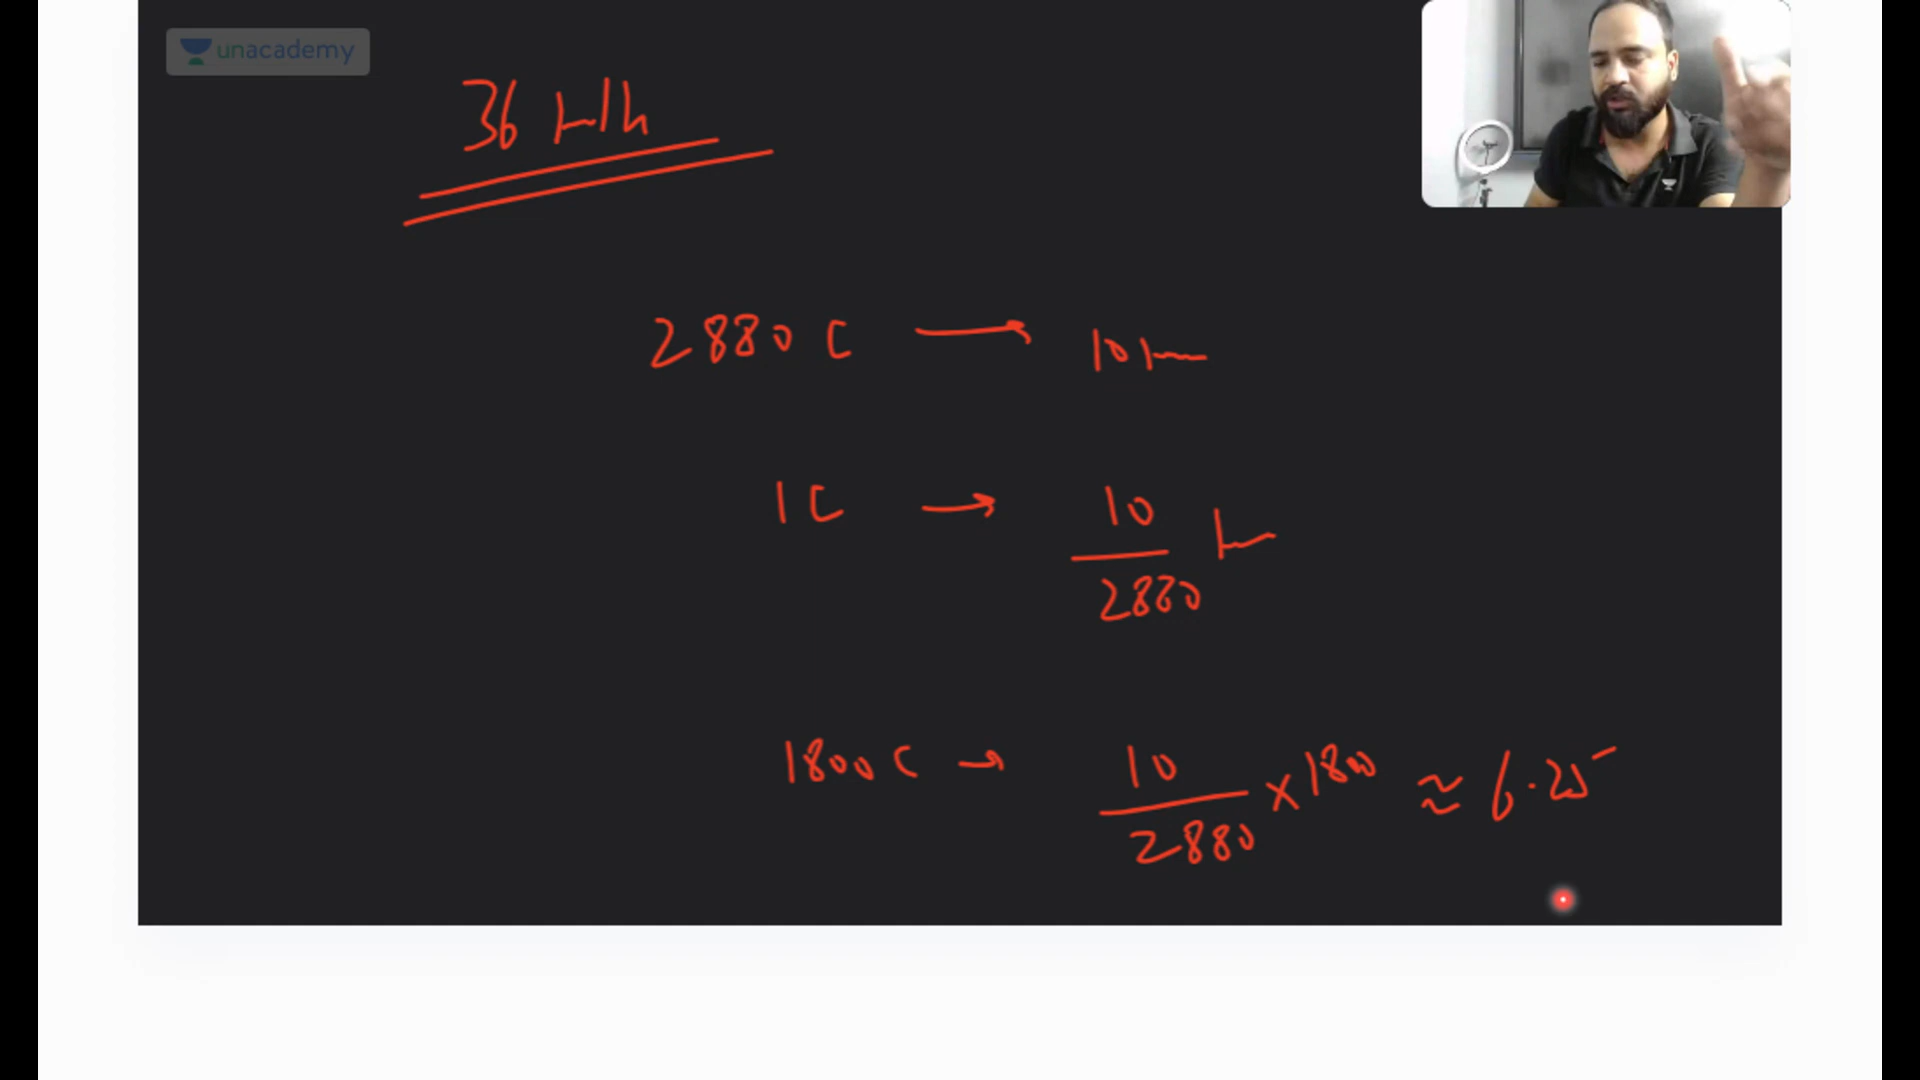 unacademy
36 km/h
2880 C → 10 km
1 C → 10/2880 km
1800 C → 10/2880 × 1800 ≈ 6.25